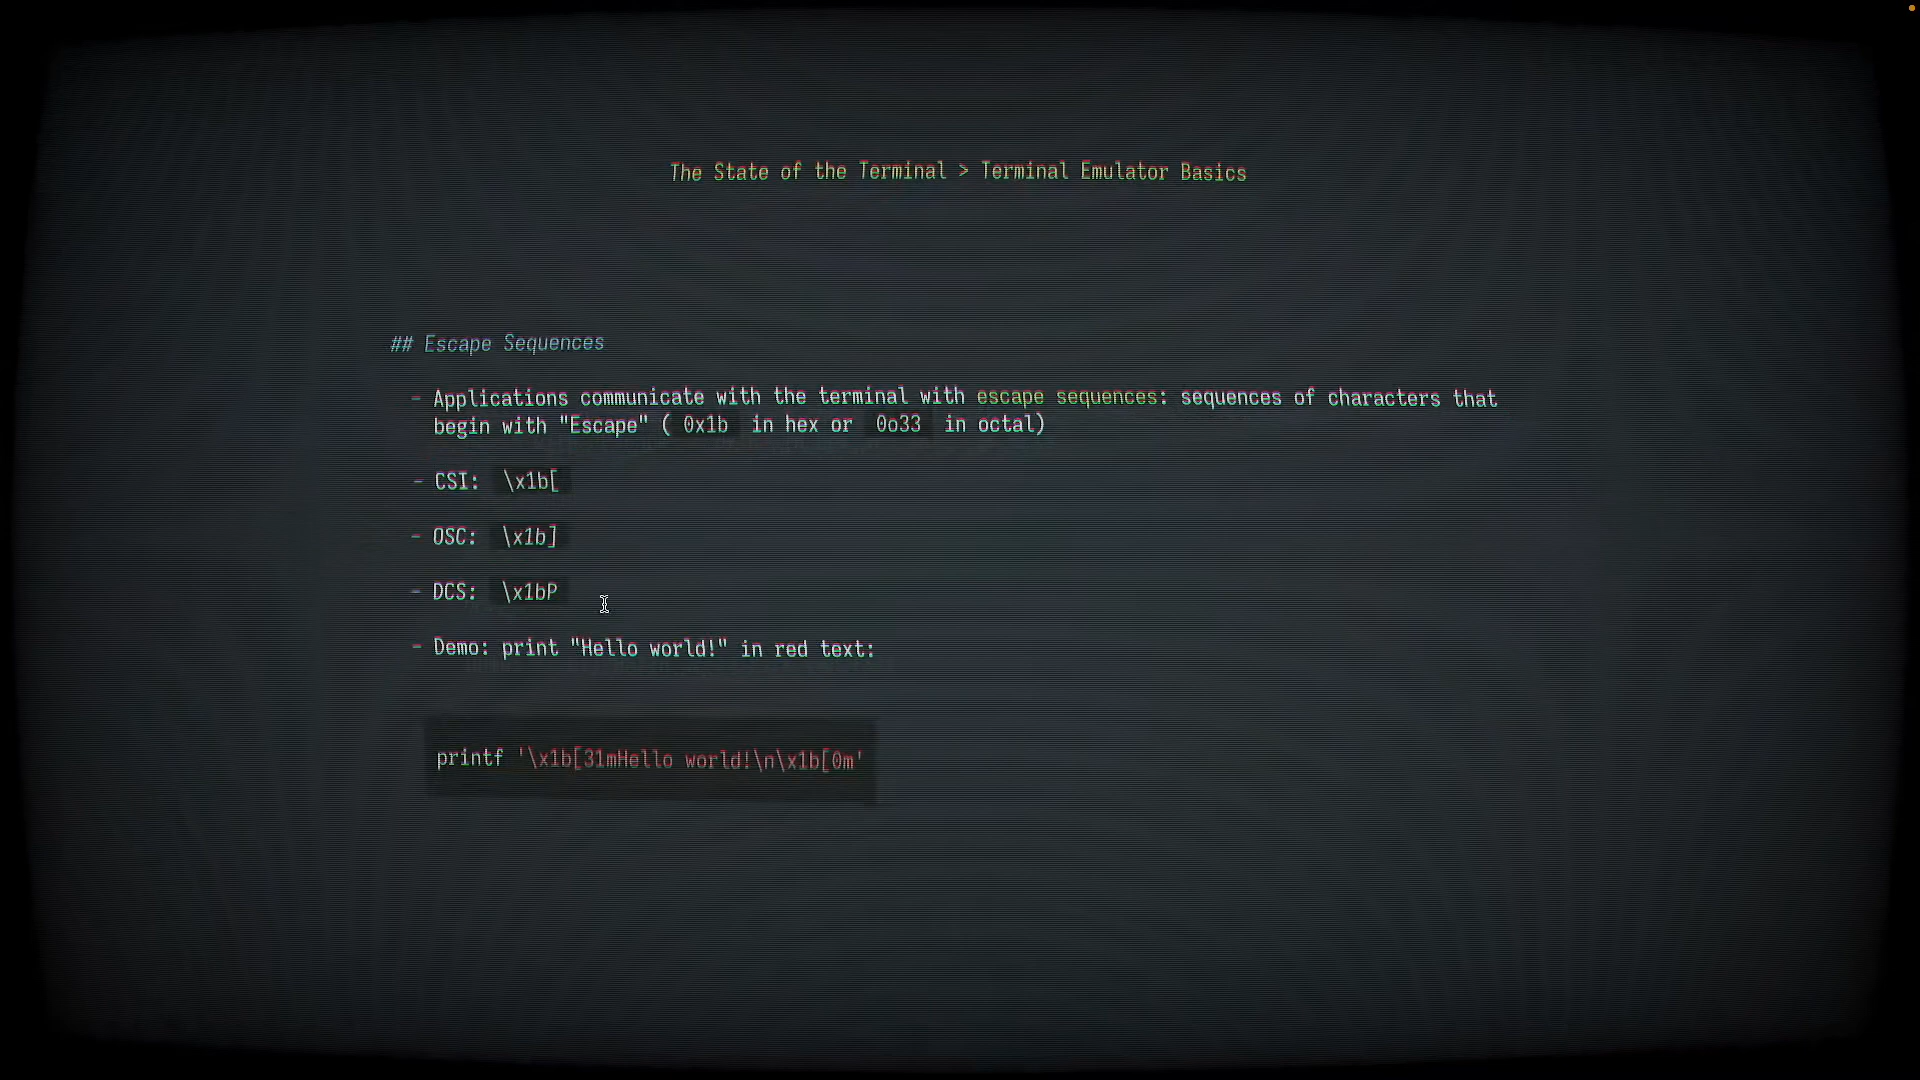 The State of the Terminal > Terminal Emulator Basics
## Escape Sequences
- Applications communicate with the terminal with escape sequences: sequences of characters that
begin with "Escape" ( 0x1b in hex or 0o33 in octal)
- CSI: \x1b[
- OSC: \x1b]
- DCS: \x1bP
- Demo: print "Hello world!" in red text:
printf '\x1b[31mHello world!\n\x1b[0m'